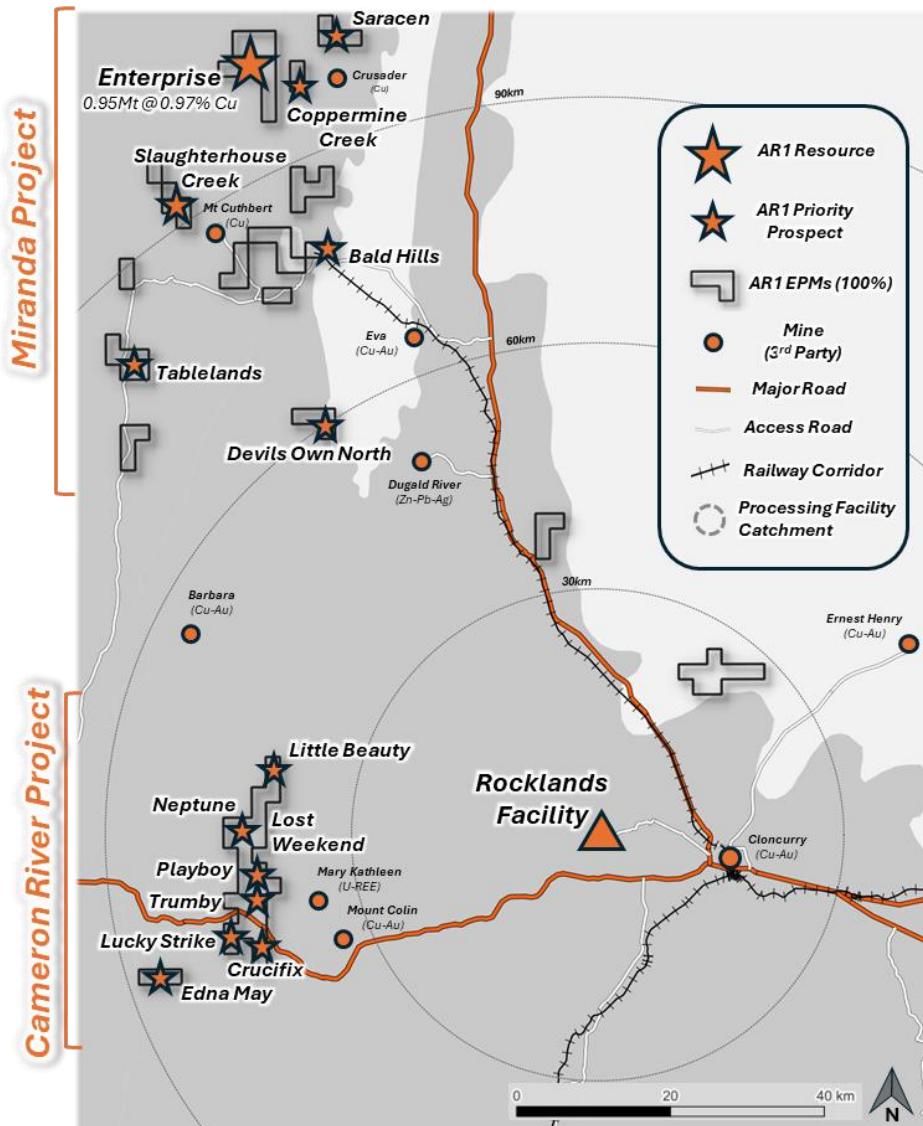 Miranda Project
Cameron River Project
Saracen
Enterprise
0.95Mt @ 0.97% Cu
Crusader
(Cu)
Coppermine
Creek
90km
Slaughterhouse
Creek
Mt Cuthbert
(Cu)
Bald Hills
Eva
(Cu-Au)
60km
Tablelands
Devils Own North
Dugald River
(Zn-Pb-Ag)
30km
Barbara
(Cu-Au)
Ernest Henry
(Cu-Au)
Little Beauty
Neptune
Lost
Weekend
Rocklands
Facility
Playboy
Trumby
Mary Kathleen
(U-REE)
Cloncurry
(Cu-Au)
Mount Colin
(Cu-Au)
Lucky Strike
Crucifix
Edna May
AR1 Resource
AR1 Priority
Prospect
AR1 EPMs (100%)
Mine
(3rd Party)
Major Road
Access Road
Railway Corridor
Processing Facility
Catchment
0 20 40 km
N